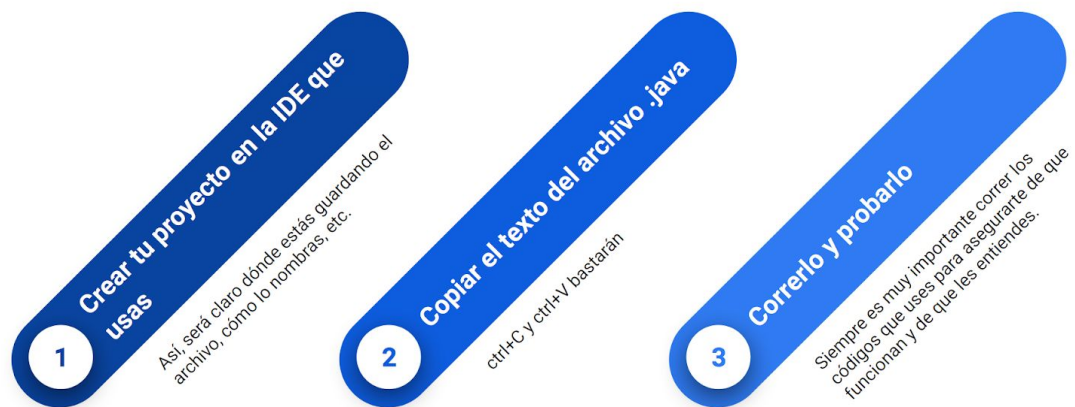 1
Crear tu proyecto en la IDE que
usas
Así, será claro dónde estás guardando el
archivo, cómo lo nombras, etc.
2
Copiar el texto del archivo .java
ctrl+C y ctrl+V bastarán
3
Correrlo y probarlo
Siempre es muy importante correr los
códigos que uses para asegurarte de que
funcionan y de que les entiendes.